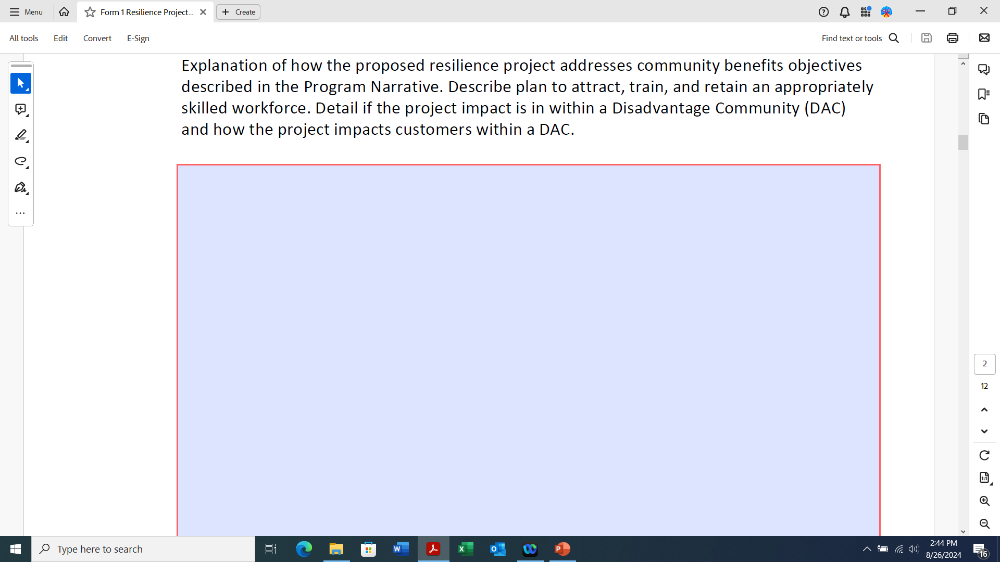 Menu
Form 1 Resilience Project...
Create
All tools
Edit
Convert
E-Sign
Find text or tools
Explanation of how the proposed resilience project addresses community benefits objectives
described in the Program Narrative. Describe plan to attract, train, and retain an appropriately
skilled workforce. Detail if the project impact is in within a Disadvantage Community (DAC)
and how the project impacts customers within a DAC.
2
12
1:1
Type here to search
W
X
O
P
2:44 PM
8/26/2024
16